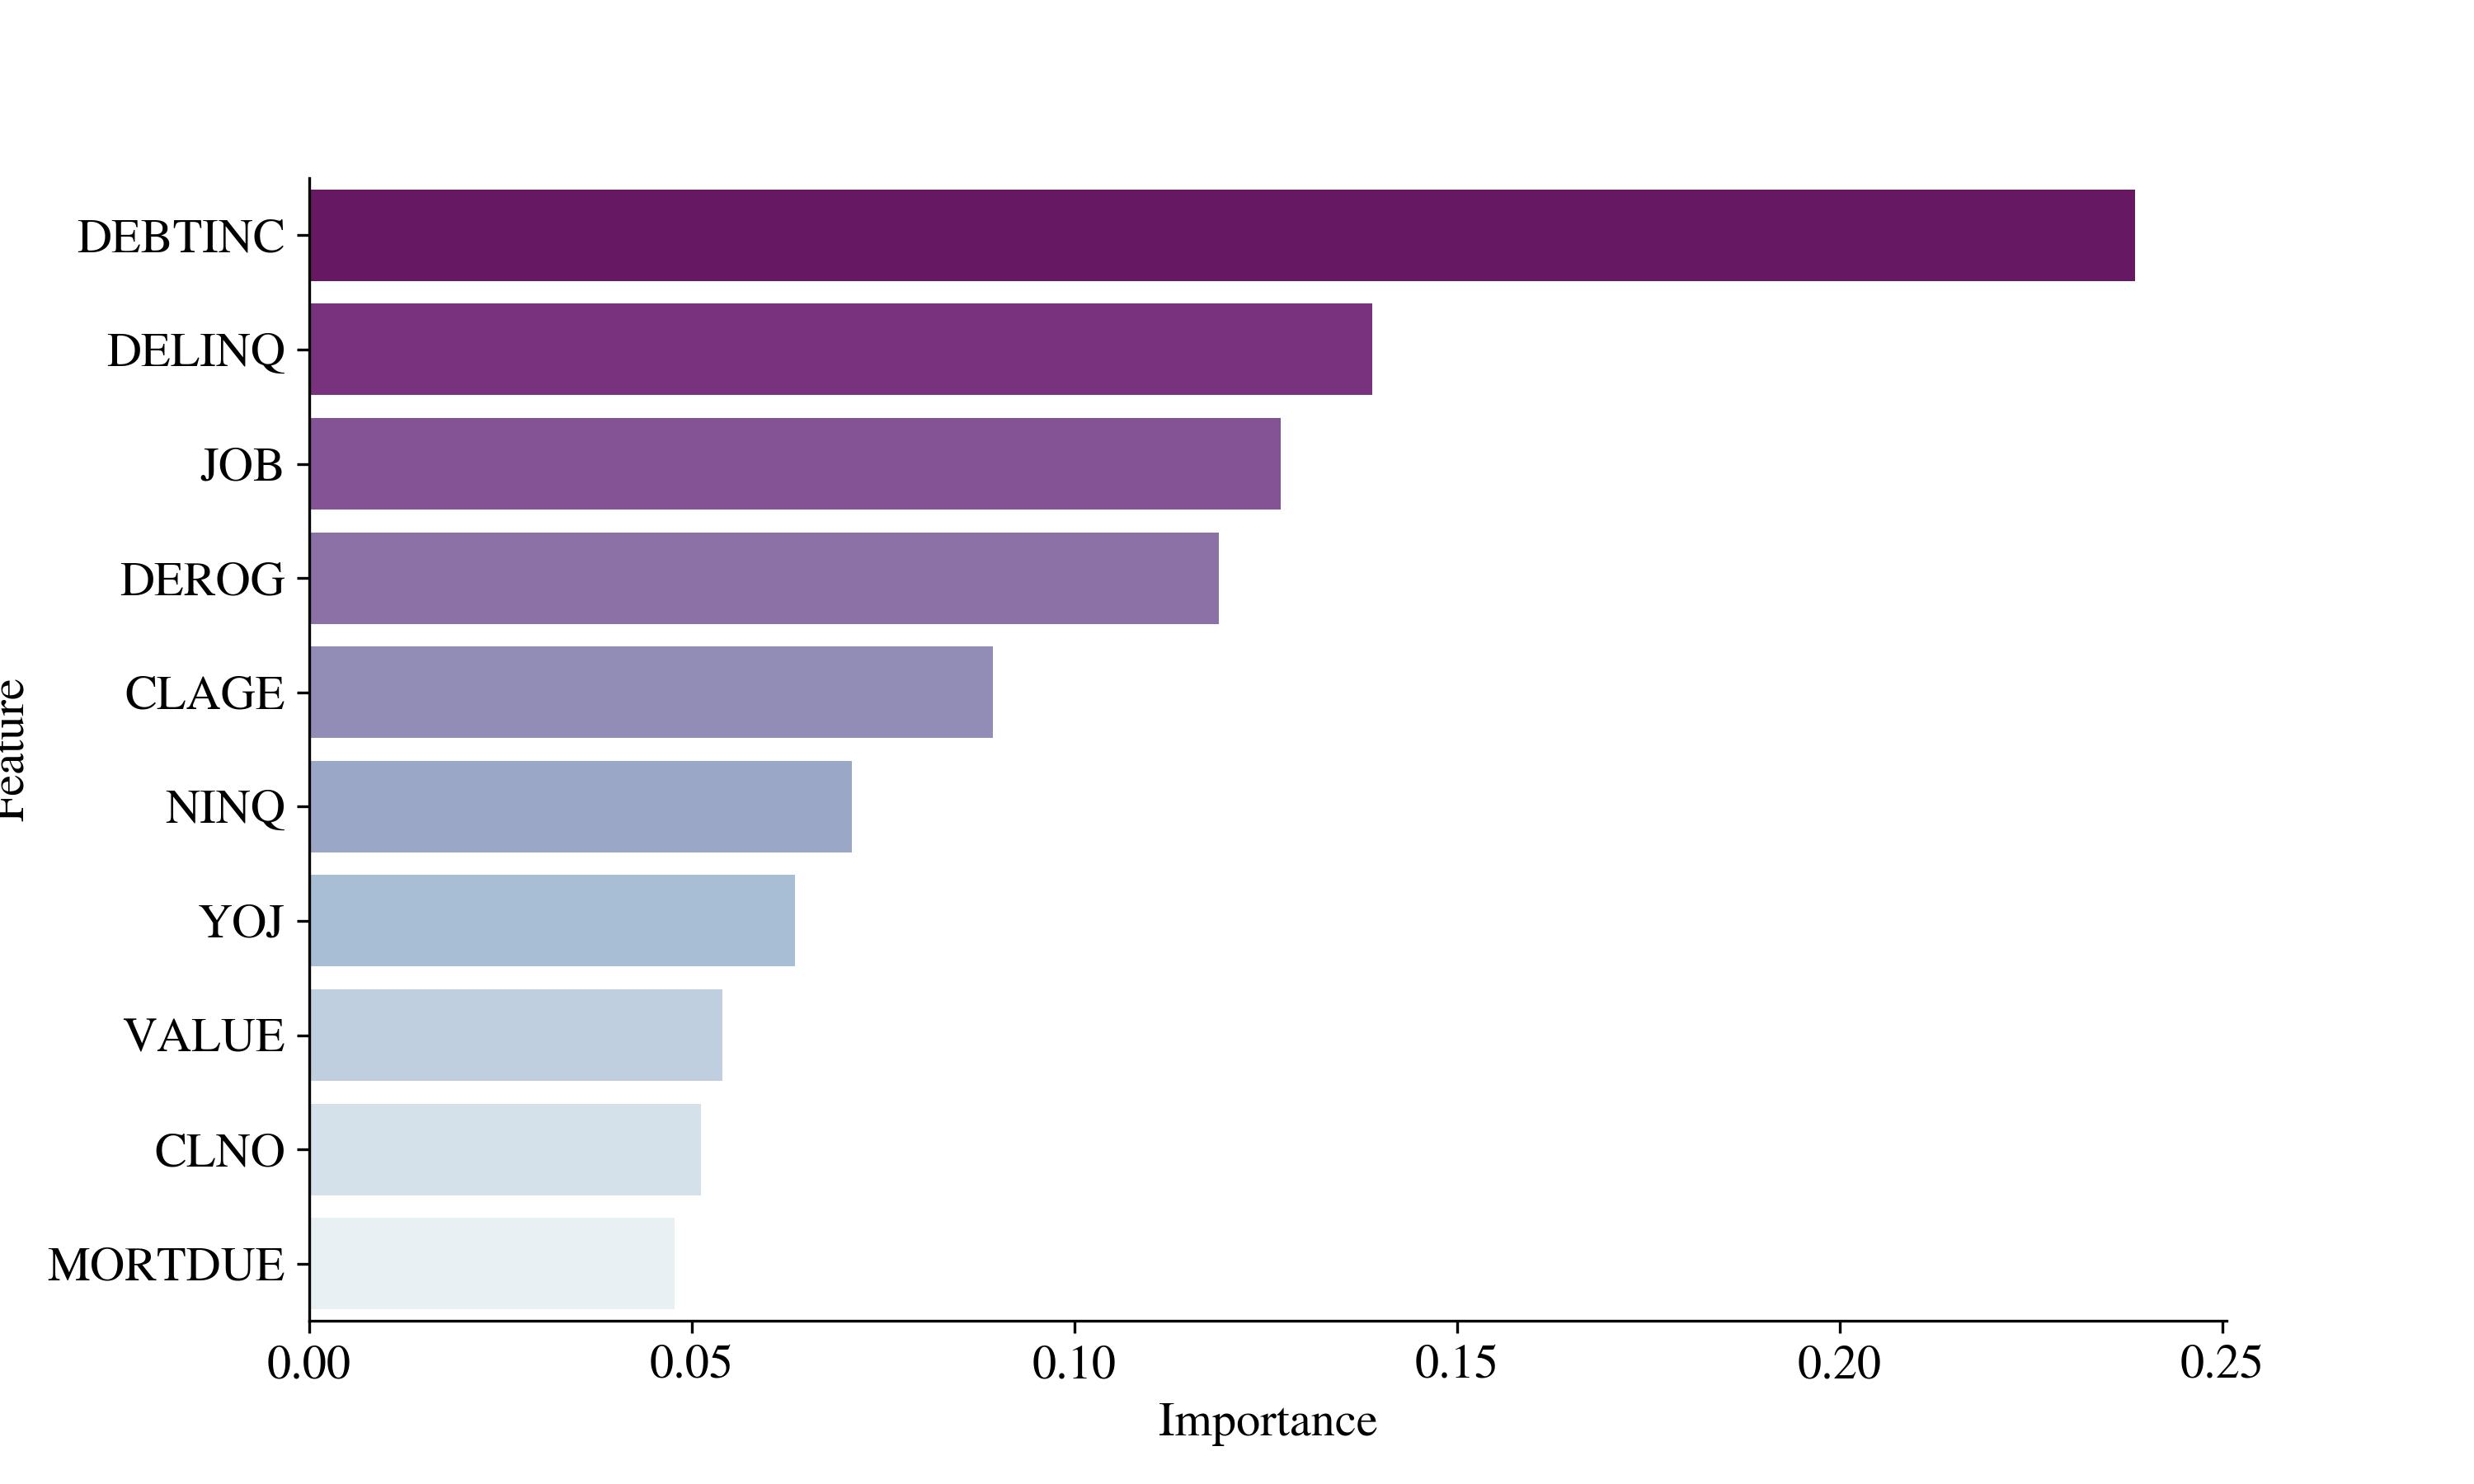 DEBTINC
DELINQ
JOB
DEROG
CLAGE
NINQ
YOJ
VALUE
CLNO
MORTDUE
Feature
0.00 0.05 0.10 0.15 0.20 0.25
Importance